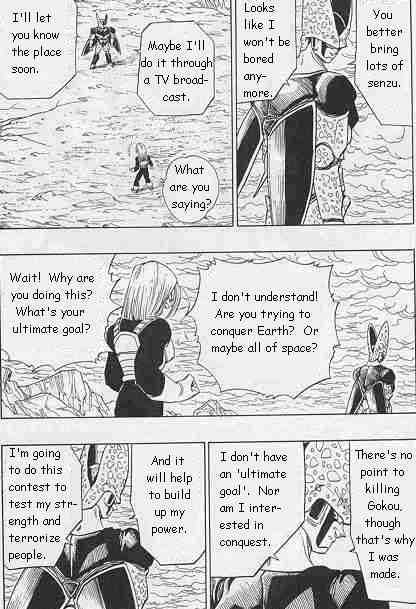 You
better
bring
lots of
senzu.
Looks
like I
won't be
bored
any-
more.
Maybe I'll
do it through
a TV broad-
cast.
I'll let
you know
the place
soon.
What
are you
saying?
I don't understand!
Are you trying to
conquer Earth? Or
maybe all of space?
Wait! Why are
you doing this?
What's your
ultimate goal?
There's no
point to
killing
Gokou,
though
that's why
I was
made.
I don't have
an 'ultimate
goal'. Nor
am I inter-
ested in
conquest.
And it
will help
to build
up my
power.
I'm going
to do this
contest to
test my str-
ength and
terrorize
people.